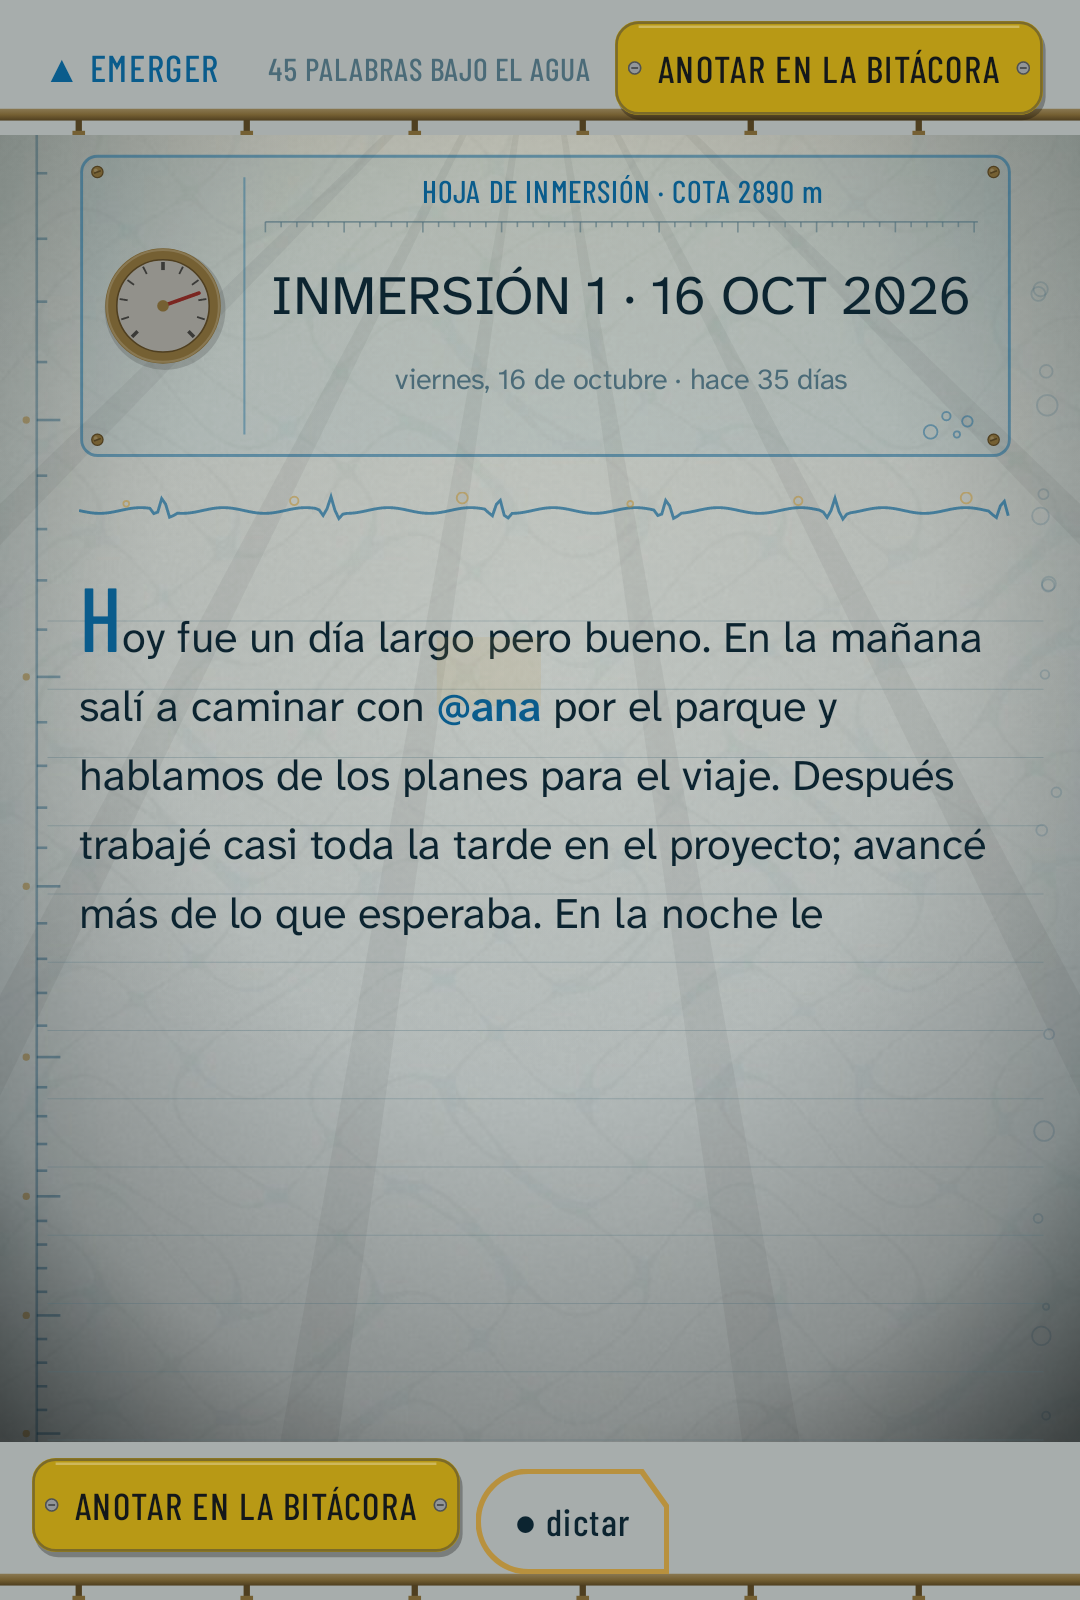 ▲ EMERGER
45 PALABRAS BAJO EL AGUA
ANOTAR EN LA BITÁCORA
HOJA DE INMERSIÓN · COTA 2890 m
INMERSIÓN 1 · 16 OCT 2026
viernes, 16 de octubre · hace 35 días
Hoy fue un día largo pero bueno. En la mañana
salí a caminar con @ana por el parque y
hablamos de los planes para el viaje. Después
trabajé casi toda la tarde en el proyecto; avancé
más de lo que esperaba. En la noche le
ANOTAR EN LA BITÁCORA
● dictar